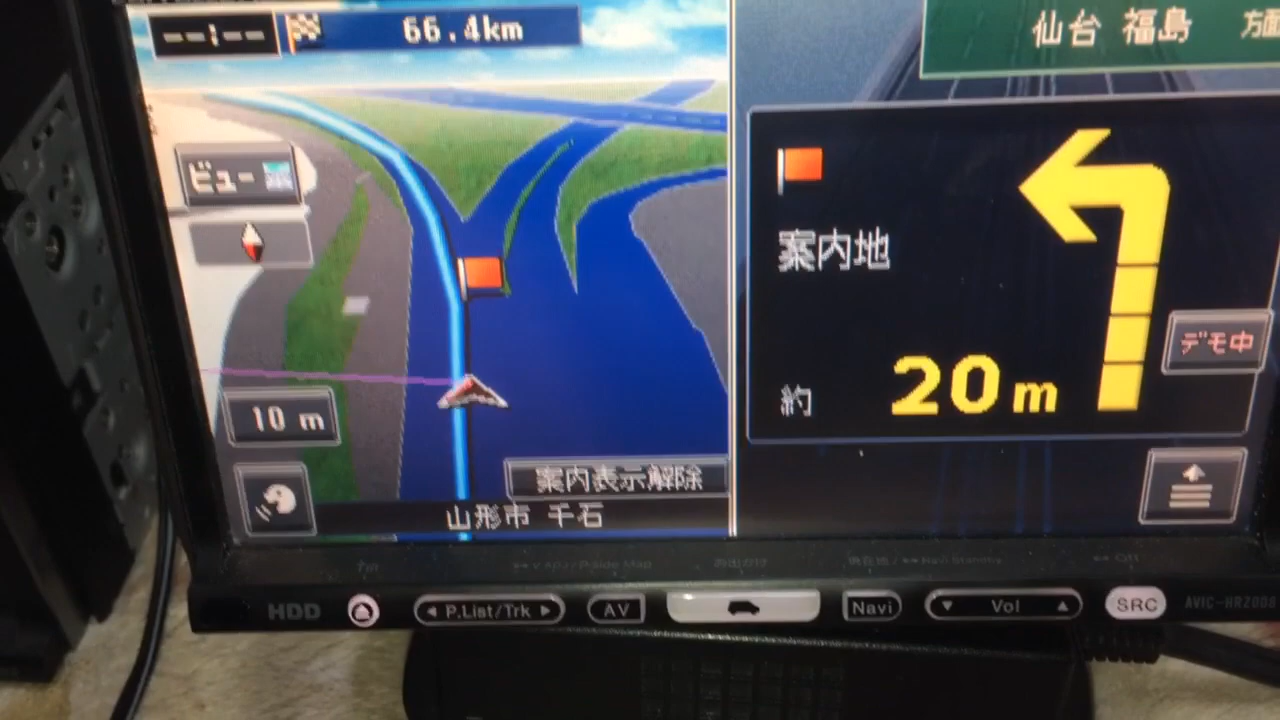 --:--
66.4km
仙台 福島 方面
ビュー
案内地
デモ中
約 20m
10 m
案内表示解除
山形市 千石
HDD
P.List/Trk
AV
Navi
Vol
SRC